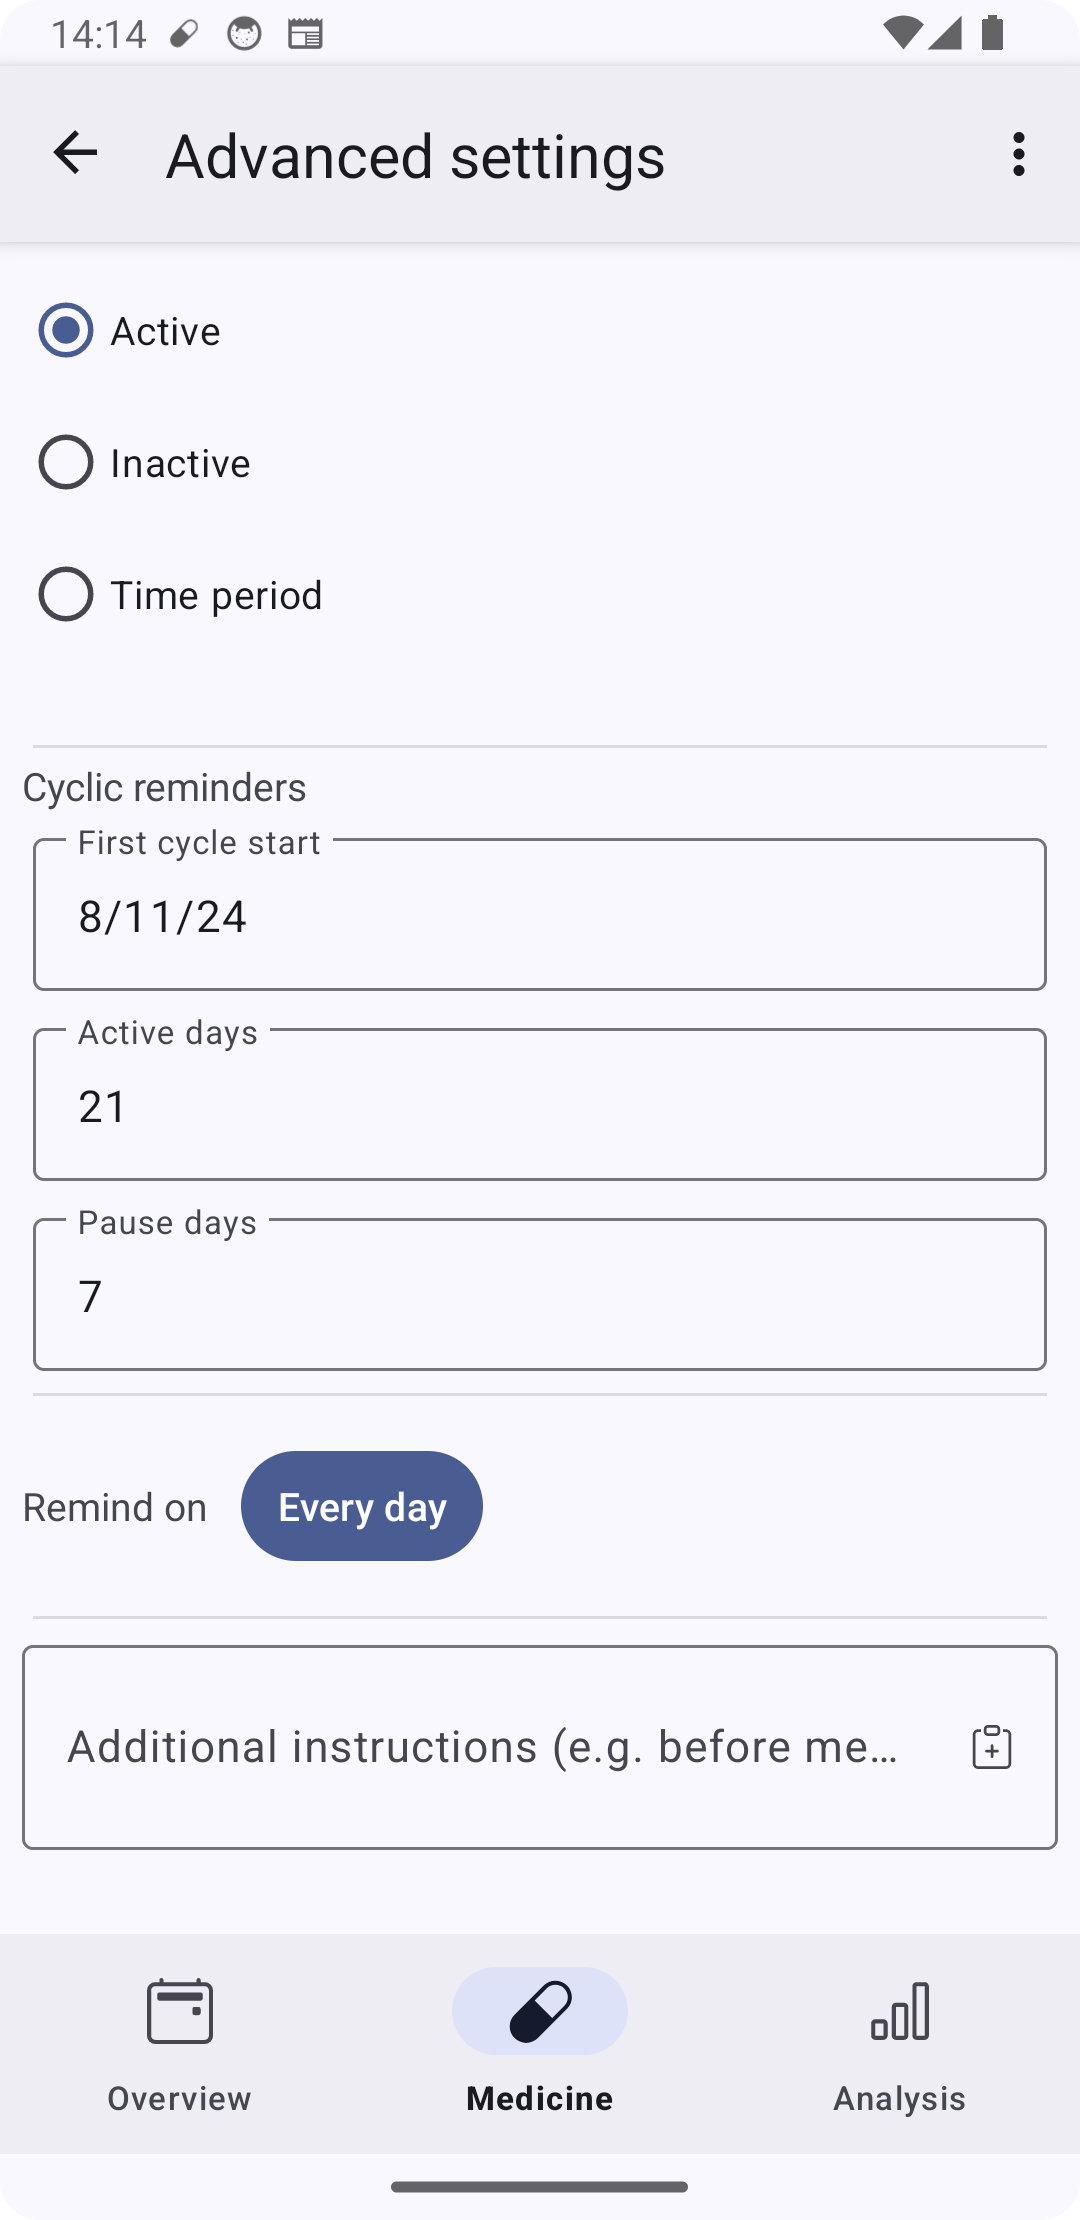 14:14
Advanced settings
Active
Inactive
Time period
Cyclic reminders
First cycle start
8/11/24
Active days
21
Pause days
7
Remind on Every day
Additional instructions (e.g. before me…
Overview Medicine Analysis